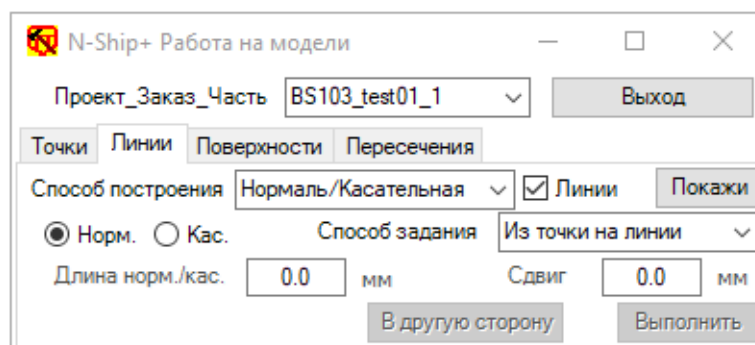 N-Ship+ Работа на модели
Проект_Заказ_Часть BS103_test01_1 Выход
Точки Линии Поверхности Пересечения
Способ построения Нормаль/Касательная Линии Покажи
Норм. Кас. Способ задания Из точки на линии
Длина норм./кас. 0.0 мм Сдвиг 0.0 мм
В другую сторону Выполнить